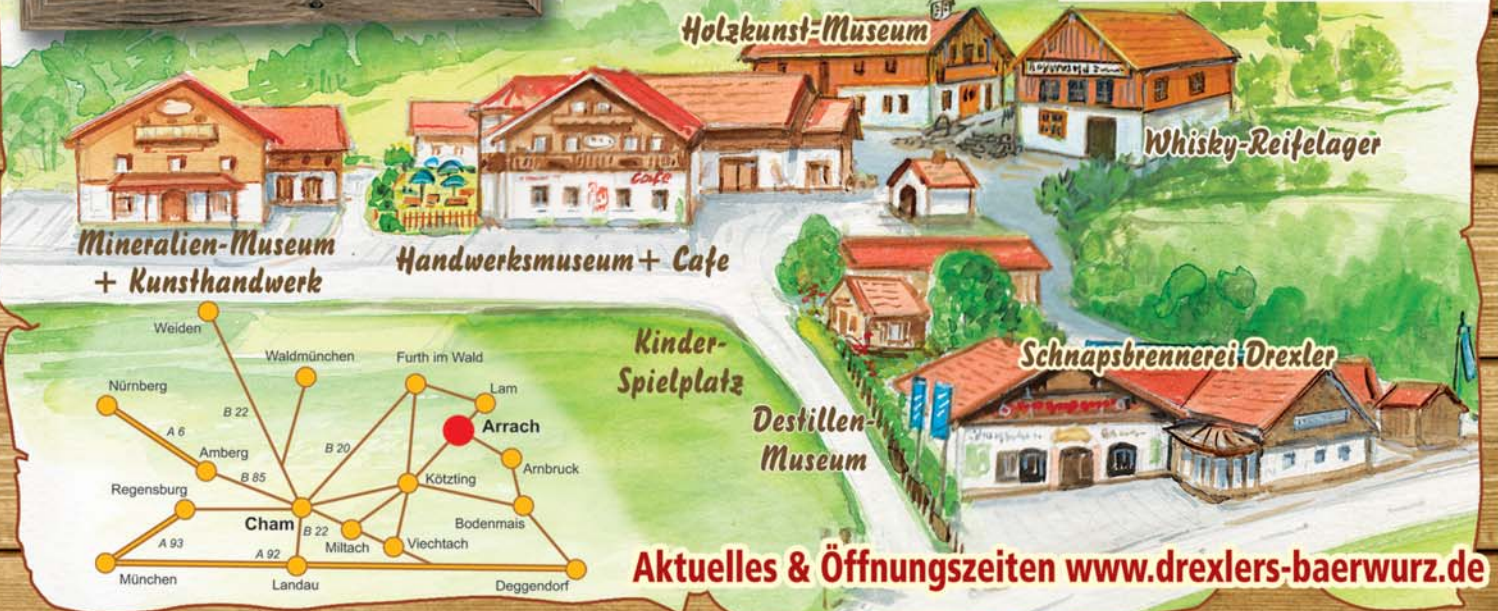 Holzkunst-Museum
Whisky-Reifelager
Cafe
Mineralien-Museum
+ Kunsthandwerk
Handwerksmuseum + Cafe
Kinder-
Spielplatz
Schnapsbrennerei Drexler
Destillen-
Museum
Weiden
Waldmünchen
Furth im Wald
Nürnberg
Lam
B 22
Arrach
A 6
B 20
Amberg
Arnbruck
B 85
Kötzting
Regensburg
Bodenmais
Cham
B 22
A 93
Miltach
Viechtach
A 92
München
Landau
Deggendorf
Aktuelles & Öffnungszeiten www.drexlers-baerwurz.de